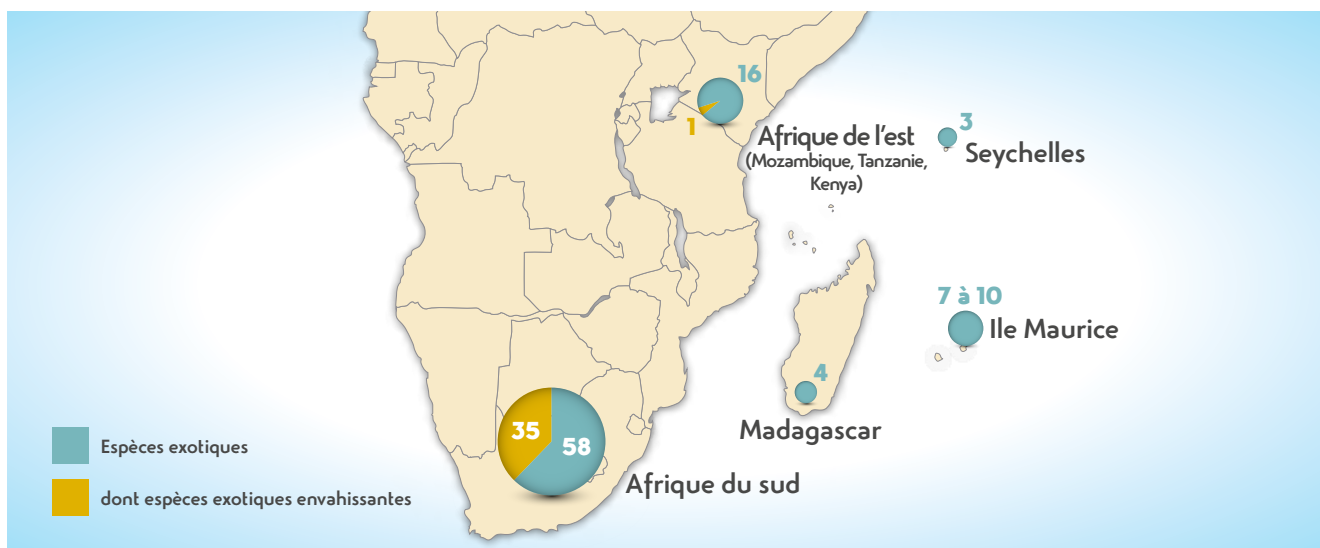 16
1
Afrique de l'est
(Mozambique, Tanzanie,
Kenya)
3
Seychelles
7 à 10
Ile Maurice
4
Madagascar
35
58
Afrique du sud
Espèces exotiques
dont espèces exotiques envahissantes